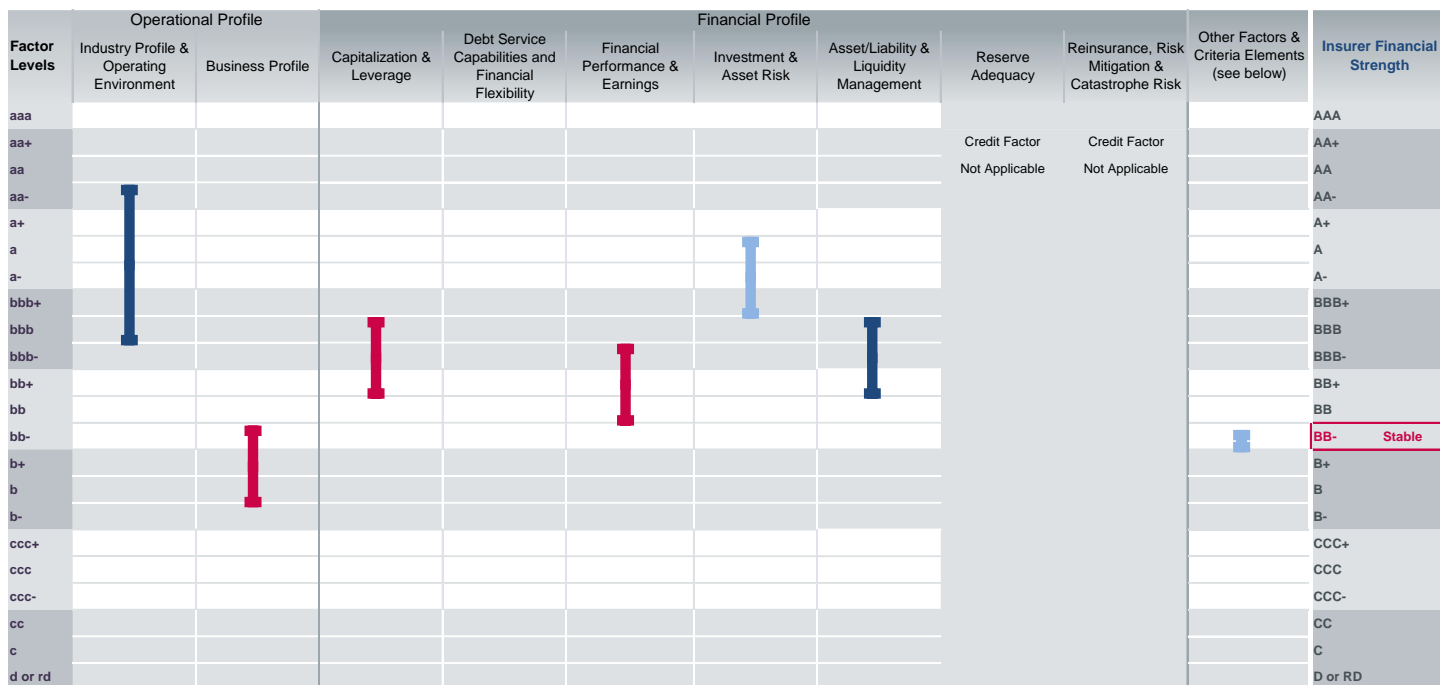 Operational Profile
Financial Profile
Factor
Levels
Industry Profile &
Operating
Environment
Business Profile
Capitalization &
Leverage
Debt Service
Capabilities and
Financial
Flexibility
Financial
Performance &
Earnings
Investment &
Asset Risk
Asset/Liability &
Liquidity
Management
Reserve
Adequacy
Reinsurance, Risk
Mitigation &
Catastrophe Risk
Other Factors &
Criteria Elements
(see below)
Insurer Financial
Strength
aaa AAA
aa+ Credit Factor Credit Factor AA+
aa Not Applicable Not Applicable AA
aa- AA-
a+ A+
a A
a- A-
bbb+ BBB+
bbb BBB
bbb- BBB-
bb+ BB+
bb BB
bb- BB- Stable
b+ B+
b B
b- B-
ccc+ CCC+
ccc CCC
ccc- CCC-
cc CC
c C
d or rd D or RD